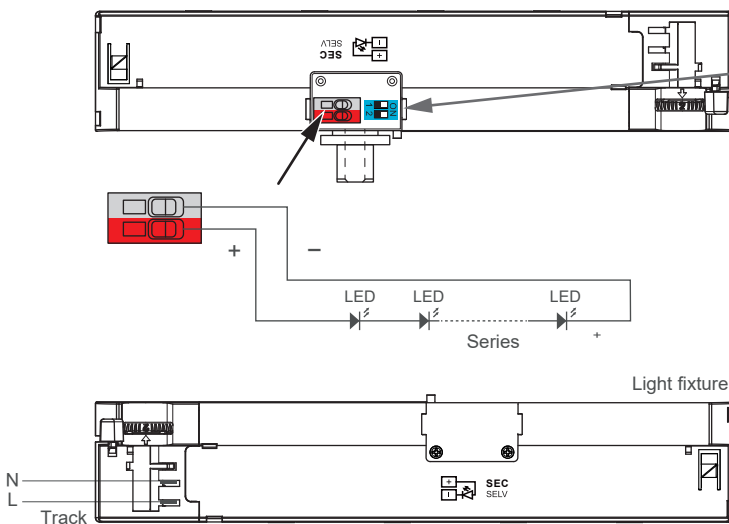 SEC
SELV
−
+
1 2
ON
+ −
LED LED LED
Series
+
Light fixture
+
−
SEC
SELV
N
L
Track